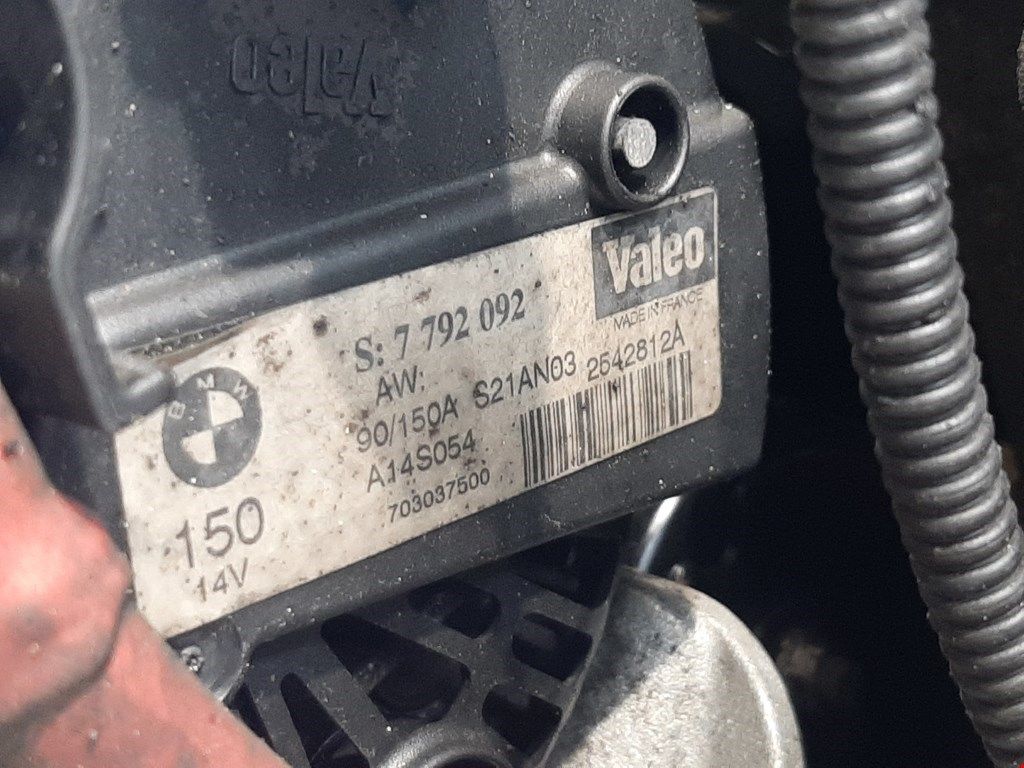 Valeo
Valeo
MADE IN FRANCE
S: 7 792 092
AW:
90/150A S21AN03 2542812A
A14S054
703037500
BMW
150
14V